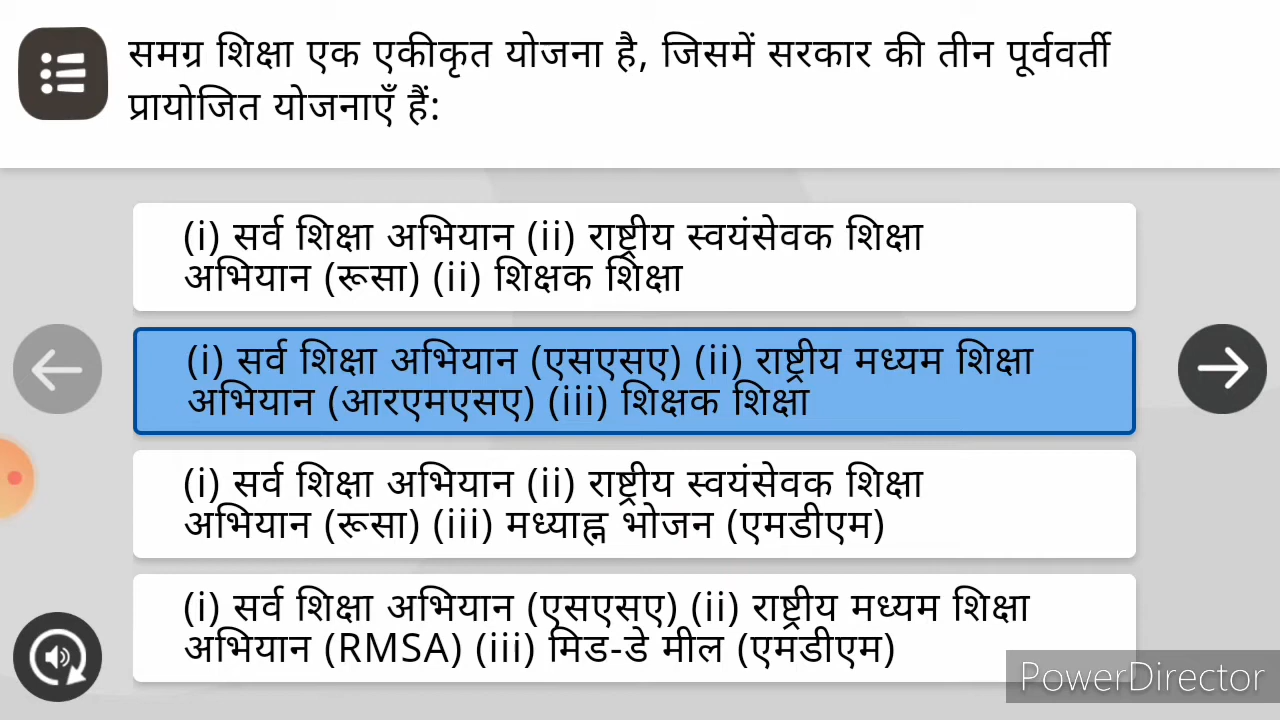 समग्र शिक्षा एक एकीकृत योजना है, जिसमें सरकार की तीन पूर्ववर्ती
प्रायोजित योजनाएँ हैं:
(i) सर्व शिक्षा अभियान (ii) राष्ट्रीय स्वयंसेवक शिक्षा
अभियान (रूसा) (ii) शिक्षक शिक्षा
(i) सर्व शिक्षा अभियान (एसएसए) (ii) राष्ट्रीय मध्यम शिक्षा
अभियान (आरएमएसए) (iii) शिक्षक शिक्षा
(i) सर्व शिक्षा अभियान (ii) राष्ट्रीय स्वयंसेवक शिक्षा
अभियान (रूसा) (iii) मध्याह्न भोजन (एमडीएम)
(i) सर्व शिक्षा अभियान (एसएसए) (ii) राष्ट्रीय मध्यम शिक्षा
अभियान (RMSA) (iii) मिड-डे मील (एमडीएम)
PowerDirector